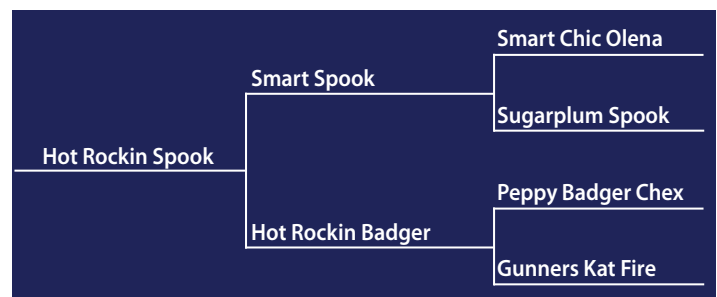 Smart Chic Olena
Smart Spook
Sugarplum Spook
Hot Rockin Spook
Peppy Badger Chex
Hot Rockin Badger
Gunners Kat Fire